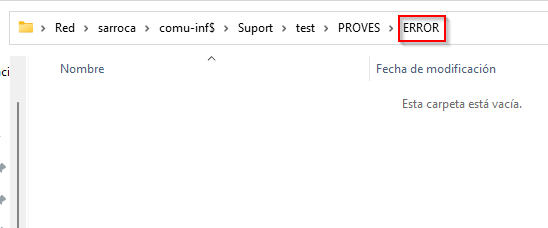 Red > sarroca > comu-inf$ > Suport > test > PROVES > ERROR
Nombre Fecha de modificación
Esta carpeta está vacía.